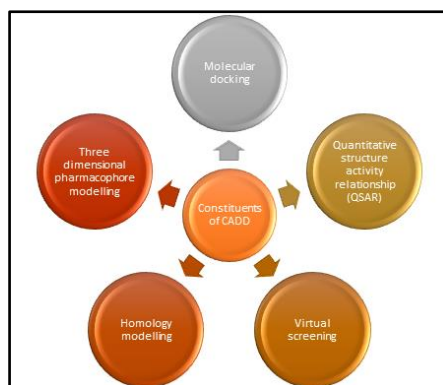 Molecular
docking
Three
dimensional
pharmacophore
modelling
Quantitative
structure
activity
relationship
(QSAR)
Constituents
of CADD
Homology
modelling
Virtual
screening